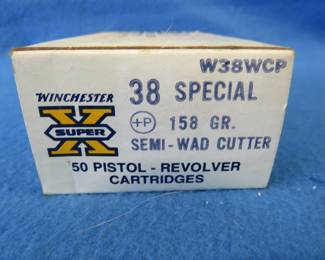 W38WCP
WINCHESTER
SUPER
X
38 SPECIAL
+P 158 GR.
SEMI-WAD CUTTER
50 PISTOL - REVOLVER
CARTRIDGES